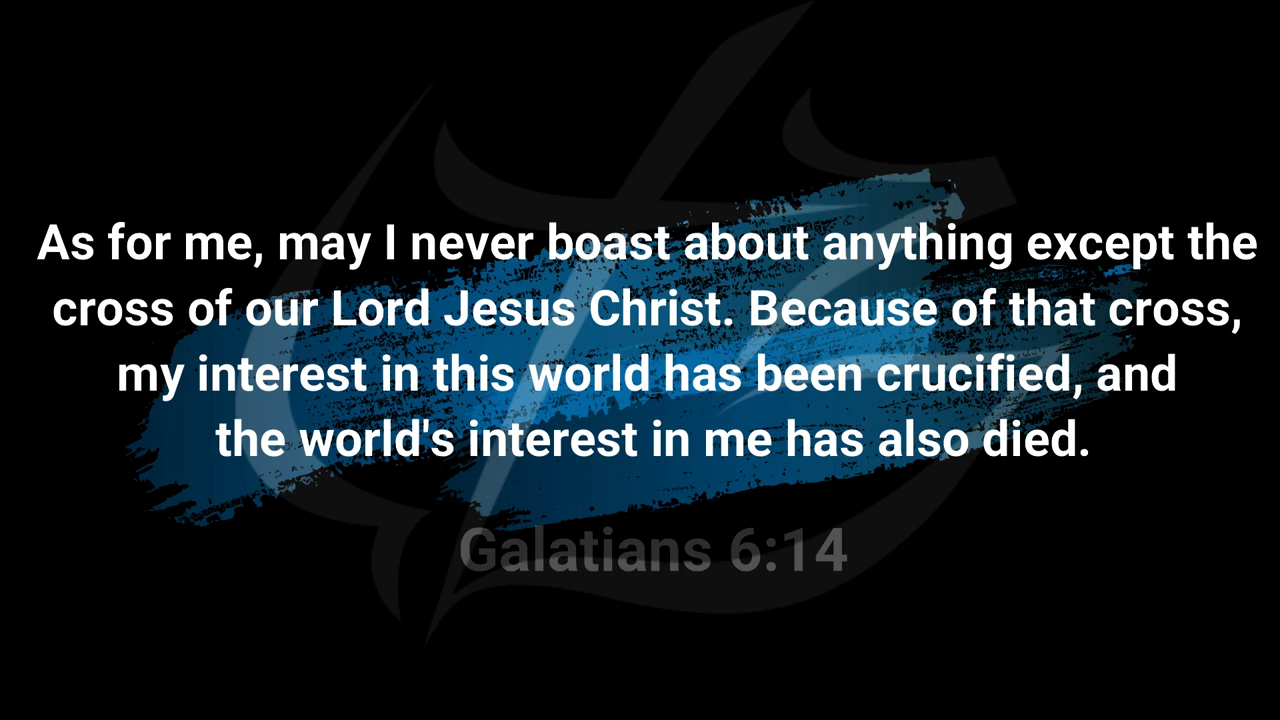 As for me, may I never boast about anything except the
cross of our Lord Jesus Christ. Because of that cross,
my interest in this world has been crucified, and
the world's interest in me has also died.
Galatians 6:14